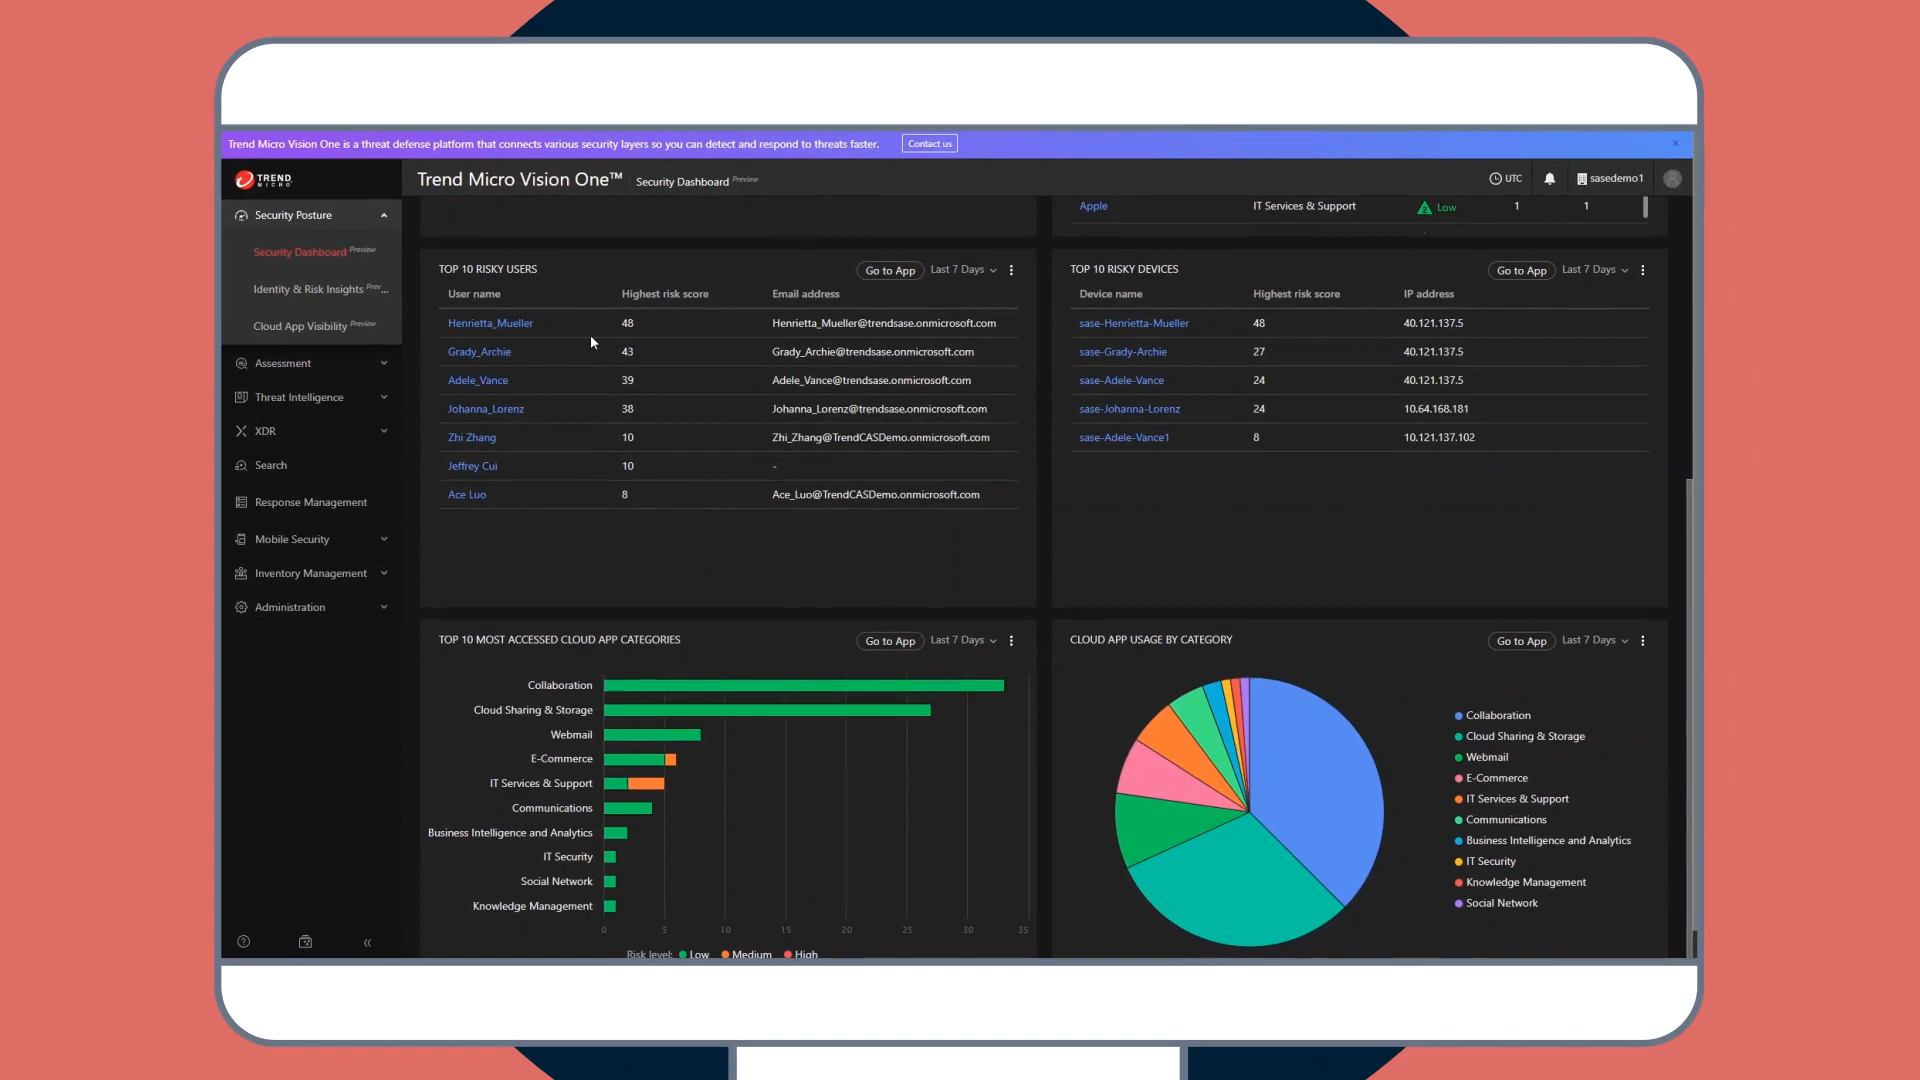 Trend Micro Vision One is a threat defense platform that connects various security layers so you can detect and respond to threats faster. Contact us
TREND MICRO
Trend Micro Vision One™ Security Dashboard Preview
UTC
sasedemo1
Security Posture
Security Dashboard Preview
Identity & Risk Insights Prev...
Cloud App Visibility Preview
Assessment
Threat Intelligence
XDR
Search
Response Management
Mobile Security
Inventory Management
Administration
Apple IT Services & Support Low 1 1
TOP 10 RISKY USERS Go to App Last 7 Days
User name Highest risk score Email address
Henrietta_Mueller 48 Henrietta_Mueller@trendsase.onmicrosoft.com
Grady_Archie 43 Grady_Archie@trendsase.onmicrosoft.com
Adele_Vance 39 Adele_Vance@trendsase.onmicrosoft.com
Johanna_Lorenz 38 Johanna_Lorenz@trendsase.onmicrosoft.com
Zhi Zhang 10 Zhi_Zhang@TrendCASDemo.onmicrosoft.com
Jeffrey Cui 10 -
Ace Luo 8 Ace_Luo@TrendCASDemo.onmicrosoft.com
TOP 10 RISKY DEVICES Go to App Last 7 Days
Device name Highest risk score IP address
sase-Henrietta-Mueller 48 40.121.137.5
sase-Grady-Archie 27 40.121.137.5
sase-Adele-Vance 24 40.121.137.5
sase-Johanna-Lorenz 24 10.64.168.181
sase-Adele-Vance1 8 10.121.137.102
TOP 10 MOST ACCESSED CLOUD APP CATEGORIES Go to App Last 7 Days
Collaboration
Cloud Sharing & Storage
Webmail
E-Commerce
IT Services & Support
Communications
Business Intelligence and Analytics
IT Security
Social Network
Knowledge Management
0 5 10 15 20 25 30 35
Risk level: Low Medium High
CLOUD APP USAGE BY CATEGORY Go to App Last 7 Days
Collaboration
Cloud Sharing & Storage
Webmail
E-Commerce
IT Services & Support
Communications
Business Intelligence and Analytics
IT Security
Knowledge Management
Social Network